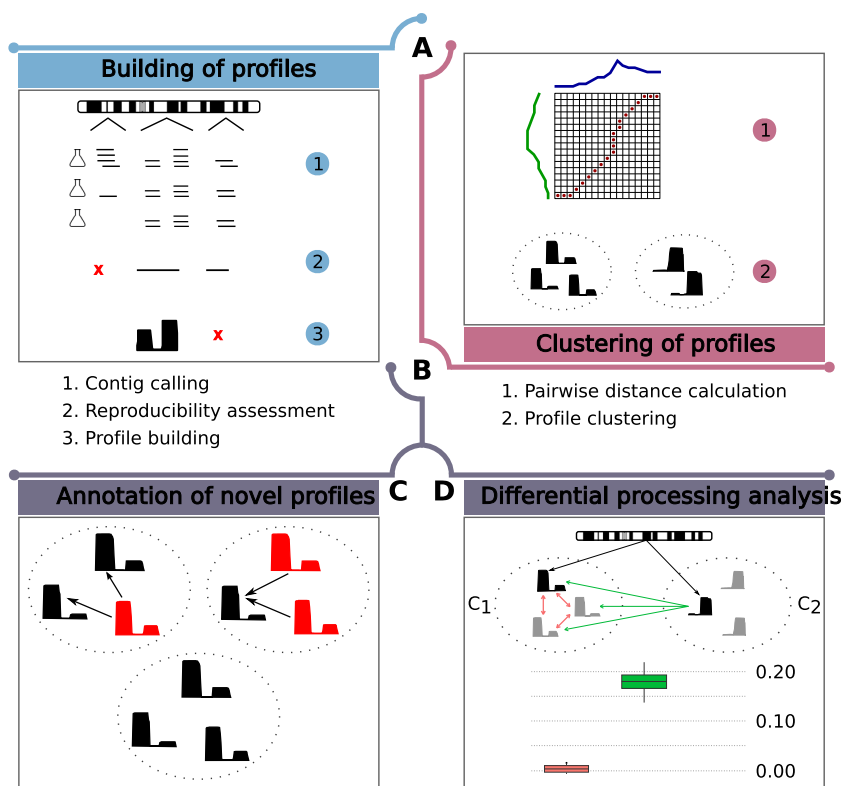 A
Building of profiles
1
x
2
x
3
1. Contig calling
2. Reproducibility assessment
3. Profile building
1
2
Clustering of profiles
B
1. Pairwise distance calculation
2. Profile clustering
Annotation of novel profiles
C
D
Differential processing analysis
C1
C2
0.20
0.10
0.00